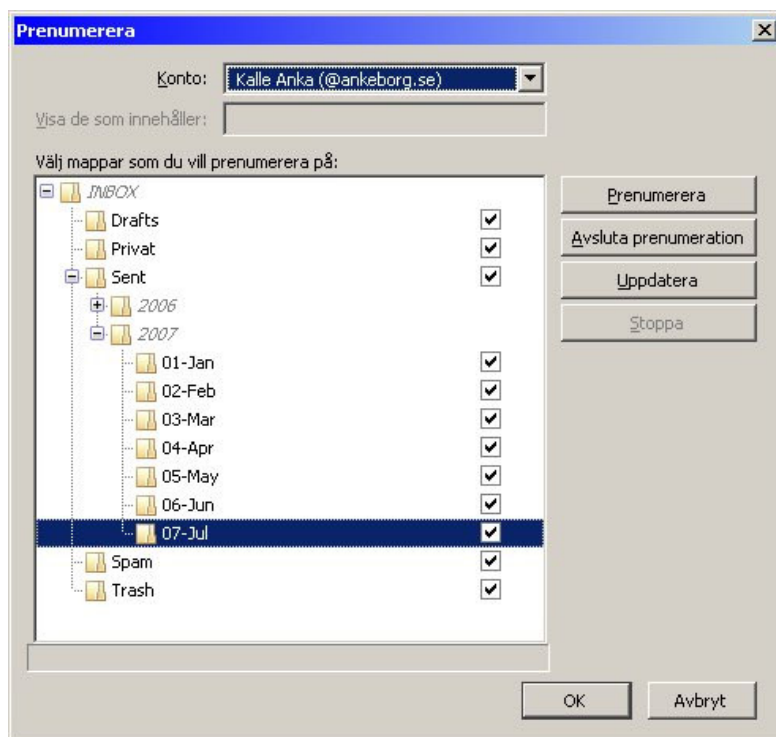 Prenumerera
Konto: Kalle Anka (@ankeborg.se)
Visa de som innehåller:
Välj mappar som du vill prenumerera på:
INBOX
Drafts
Privat
Sent
2006
2007
01-Jan
02-Feb
03-Mar
04-Apr
05-May
06-Jun
07-Jul
Spam
Trash
Prenumerera
Avsluta prenumeration
Uppdatera
Stoppa
OK Avbryt